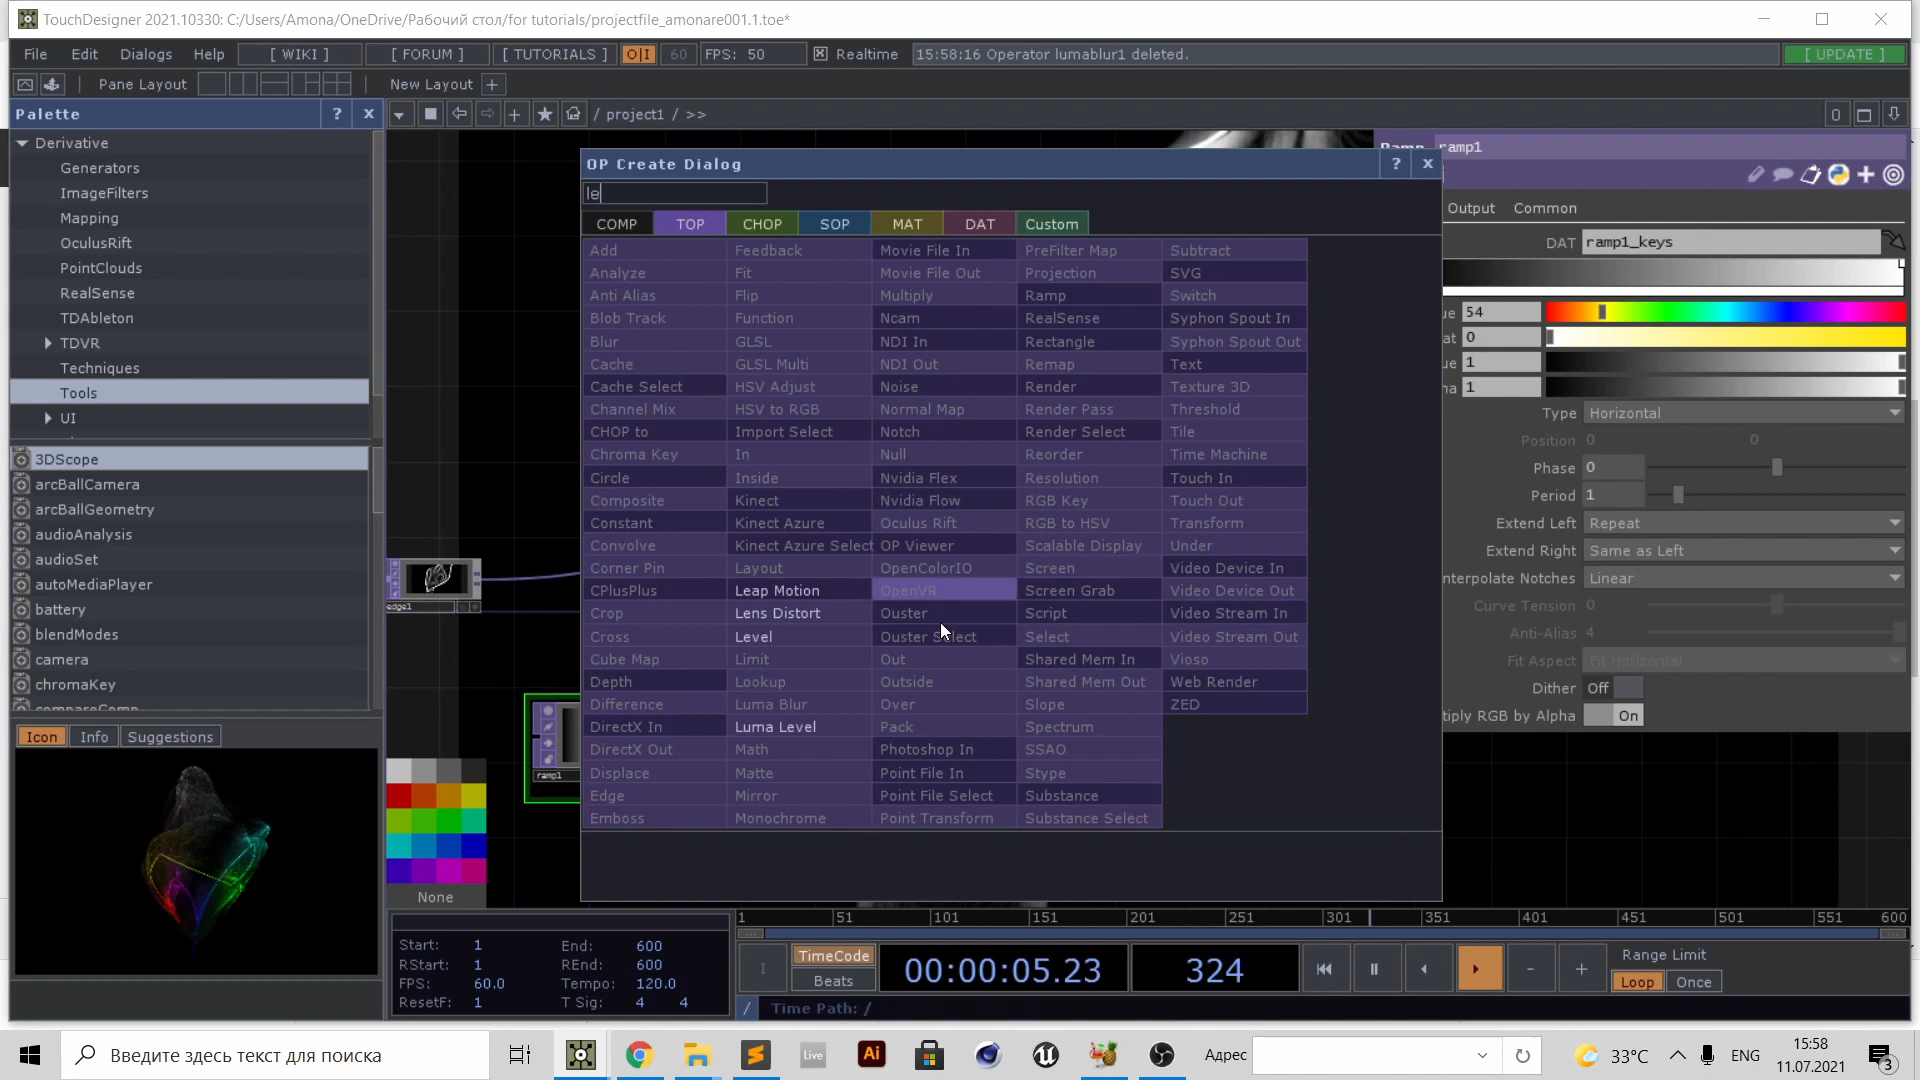 TouchDesigner 2021.10330: C:/Users/Amona/OneDrive/Рабочий стол/for tutorials/projectfile_amonare001.1.toe*
File Edit Dialogs Help [ WIKI ] [ FORUM ] [ TUTORIALS ] O|I 60 FPS: 50 Realtime 15:58:16 Operator lumablur1 deleted. [ UPDATE ]
Pane Layout New Layout +
Palette ? x
/ project1 / >> 0
Derivative
Generators
ImageFilters
Mapping
OculusRift
PointClouds
RealSense
TDAbleton
TDVR
Techniques
Tools
UI
3DScope
arcBallCamera
arcBallGeometry
audioAnalysis
audioSet
autoMediaPlayer
battery
blendModes
camera
chromaKey
Icon Info Suggestions
edge1
ramp1
None
OP Create Dialog ? x
le
COMP TOP CHOP SOP MAT DAT Custom
Add Feedback Movie File In PreFilter Map Subtract
Analyze Fit Movie File Out Projection SVG
Anti Alias Flip Multiply Ramp Switch
Blob Track Function Ncam RealSense Syphon Spout In
Blur GLSL NDI In Rectangle Syphon Spout Out
Cache GLSL Multi NDI Out Remap Text
Cache Select HSV Adjust Noise Render Texture 3D
Channel Mix HSV to RGB Normal Map Render Pass Threshold
CHOP to Import Select Notch Render Select Tile
Chroma Key In Null Reorder Time Machine
Circle Inside Nvidia Flex Resolution Touch In
Composite Kinect Nvidia Flow RGB Key Touch Out
Constant Kinect Azure Oculus Rift RGB to HSV Transform
Convolve Kinect Azure Select OP Viewer Scalable Display Under
Corner Pin Layout OpenColorIO Screen Video Device In
CPlusPlus Leap Motion OpenVR Screen Grab Video Device Out
Crop Lens Distort Ouster Script Video Stream In
Cross Level Ouster Select Select Video Stream Out
Cube Map Limit Out Shared Mem In Vioso
Depth Lookup Outside Shared Mem Out Web Render
Difference Luma Blur Over Slope ZED
DirectX In Luma Level Pack Spectrum
DirectX Out Math Photoshop In SSAO
Displace Matte Point File In Stype
Edge Mirror Point File Select Substance
Emboss Monochrome Point Transform Substance Select
ramp1
Output Common
DAT ramp1_keys
54
0
1
1
Type Horizontal
Position 0 0
Phase 0
Period 1
Extend Left Repeat
Extend Right Same as Left
nterpolate Notches Linear
Curve Tension 0
Anti-Alias 4
Fit Aspect Fit Horizontal
Dither Off
tiply RGB by Alpha On
1 51 101 151 201 251 301 351 401 451 501 551 600
Start: 1 End: 600
RStart: 1 REnd: 600
FPS: 60.0 Tempo: 120.0
ResetF: 1 T Sig: 4 4
I TimeCode Beats 00:00:05.23 324 - + Range Limit
Loop Once
/ Time Path: /
Введите здесь текст для поиска Live Ai Адрес 33°C ENG 15:58
11.07.2021 3